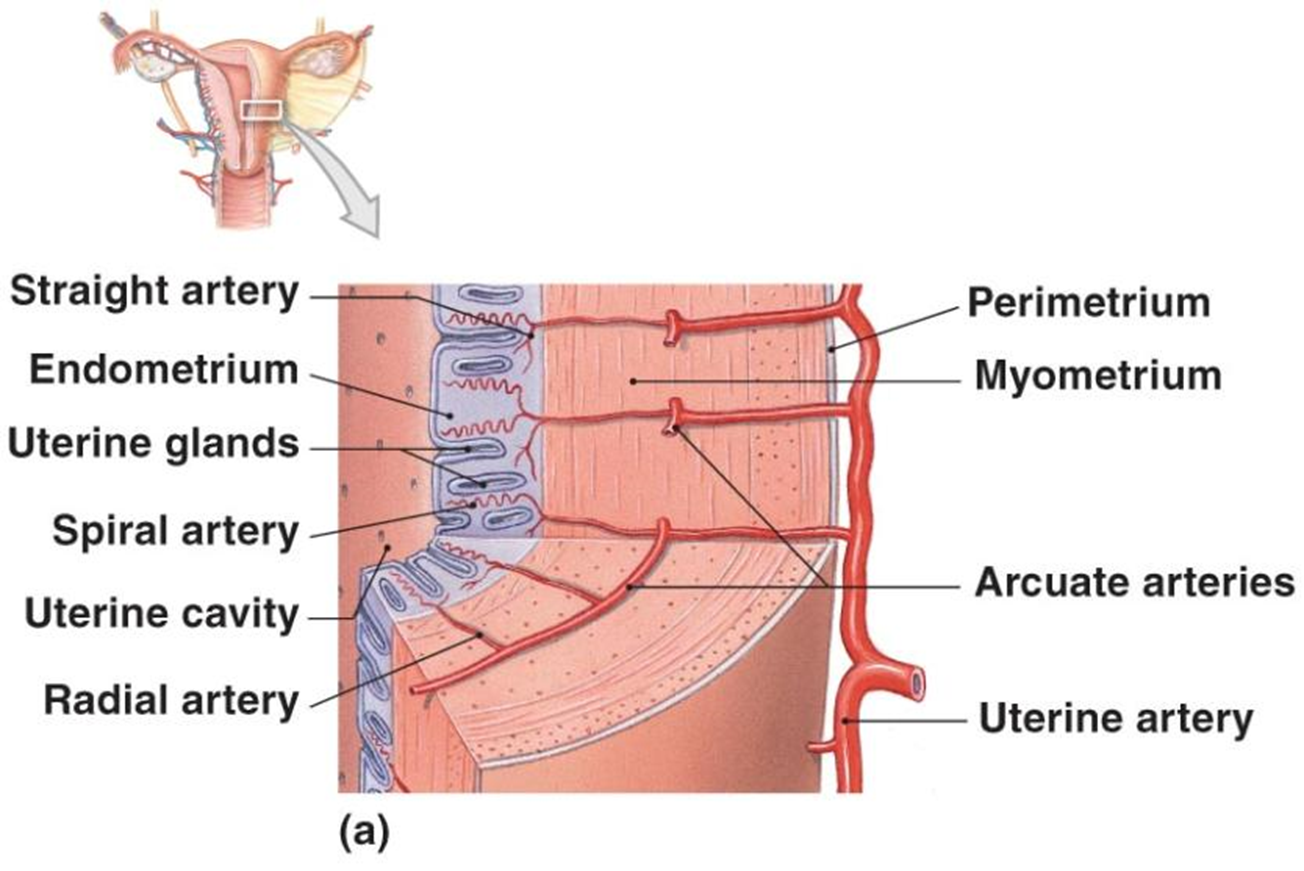 Straight artery
Endometrium
Uterine glands
Spiral artery
Uterine cavity
Radial artery
Perimetrium
Myometrium
Arcuate arteries
Uterine artery
(a)